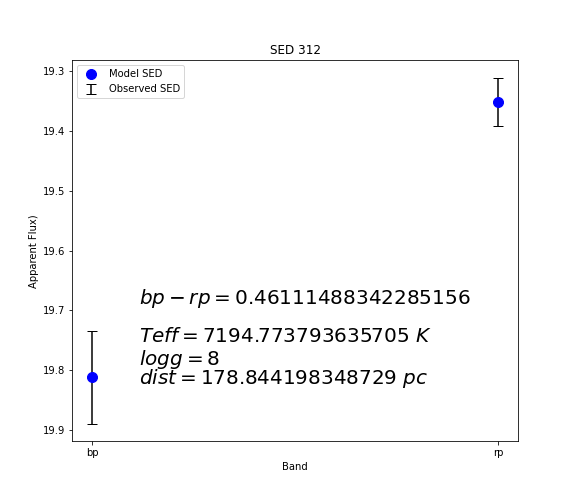 SED 312
Model SED
Observed SED
19.3
19.4
19.5
19.6
19.7
19.8
19.9
Apparent Flux)
bp − rp = 0.46111488342285156
Teff = 7194.773793635705 K
logg = 8
dist = 178.844198348729 pc
bp
rp
Band